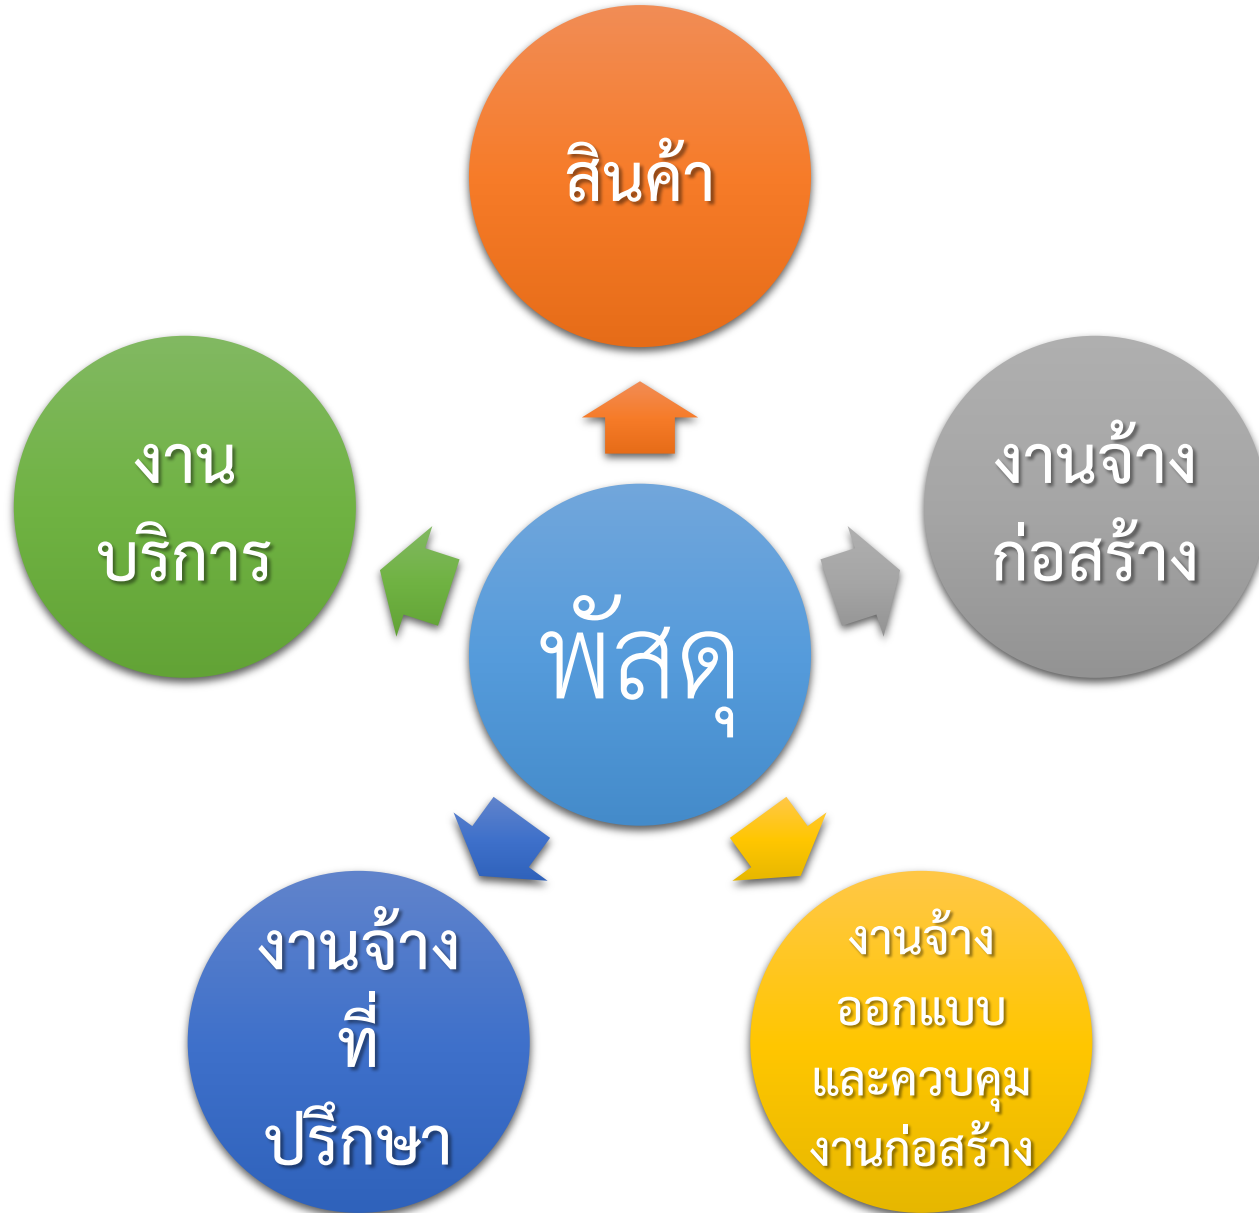 สินค้า
งาน
บริการ
งานจ้าง
ก่อสร้าง
พัสดุ
งานจ้าง
ที่
ปรึกษา
งานจ้าง
ออกแบบ
และควบคุม
งานก่อสร้าง